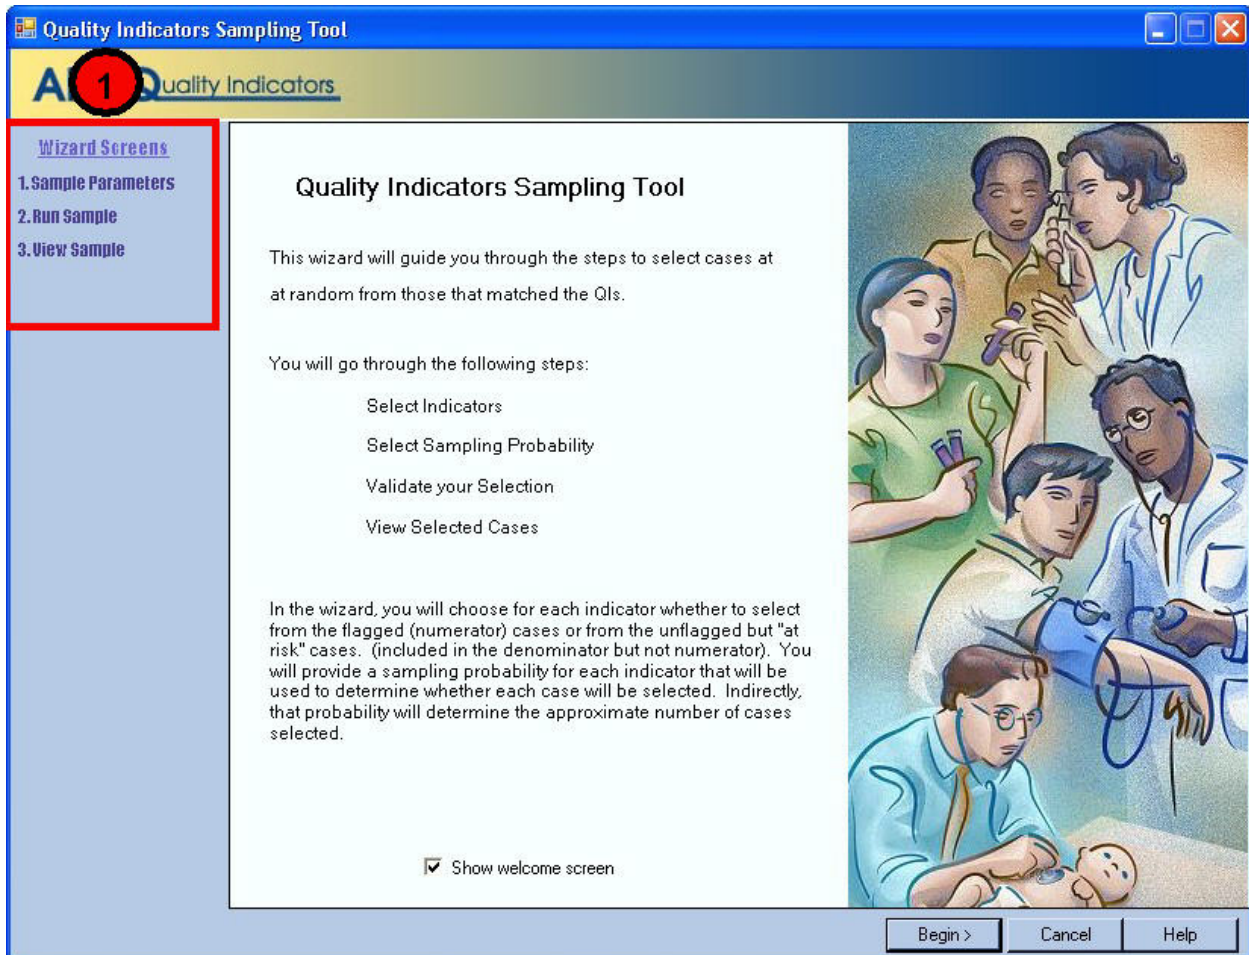 Quality Indicators Sampling Tool
Quality Indicators
1
Wizard Screens
1.Sample Parameters
2.Run Sample
3.View Sample
Quality Indicators Sampling Tool
This wizard will guide you through the steps to select cases at
at random from those that matched the QIs.
You will go through the following steps:
Select Indicators
Select Sampling Probability
Validate your Selection
View Selected Cases
In the wizard, you will choose for each indicator whether to select
from the flagged (numerator) cases or from the unflagged but "at
risk" cases. (included in the denominator but not numerator). You
will provide a sampling probability for each indicator that will be
used to determine whether each case will be selected. Indirectly,
that probability will determine the approximate number of cases
selected.
Show welcome screen
Begin >
Cancel
Help